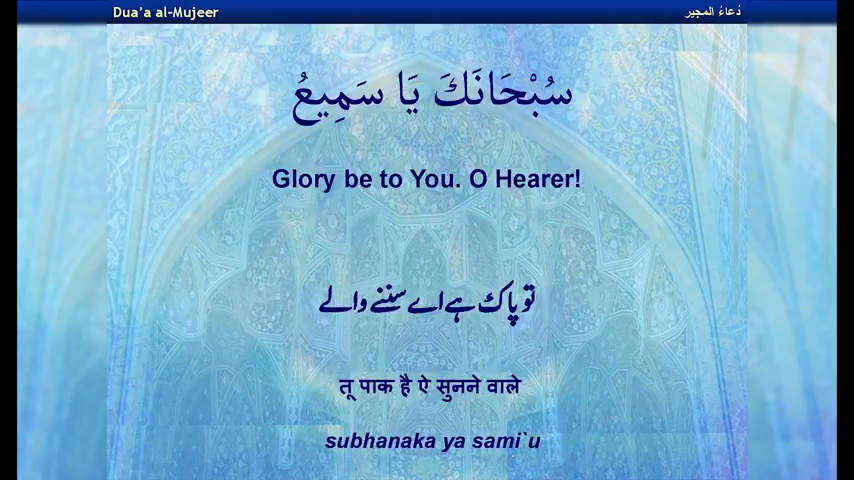 Dua'a al-Mujeer
دُعاءُ المجير
سُبْحَانَكَ يَا سَمِيعُ
Glory be to You. O Hearer!
تو پاک ہے اے سننے والے
तू पाक है ऐ सुनने वाले
subhanaka ya sami`u